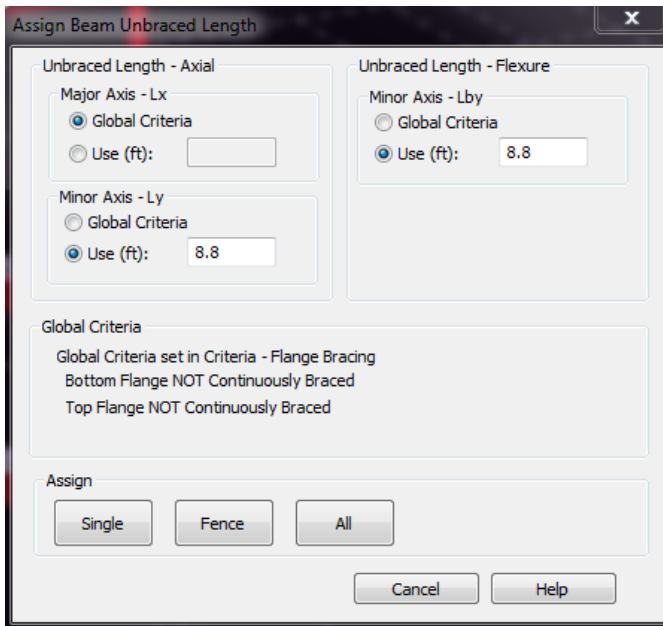 Assign Beam Unbraced Length
x
Unbraced Length - Axial
Major Axis - Lx
Global Criteria
Use (ft):
Minor Axis - Ly
Global Criteria
Use (ft): 8.8
Unbraced Length - Flexure
Minor Axis - Lby
Global Criteria
Use (ft): 8.8
Global Criteria
Global Criteria set in Criteria - Flange Bracing
Bottom Flange NOT Continuously Braced
Top Flange NOT Continuously Braced
Assign
Single Fence All
Cancel Help